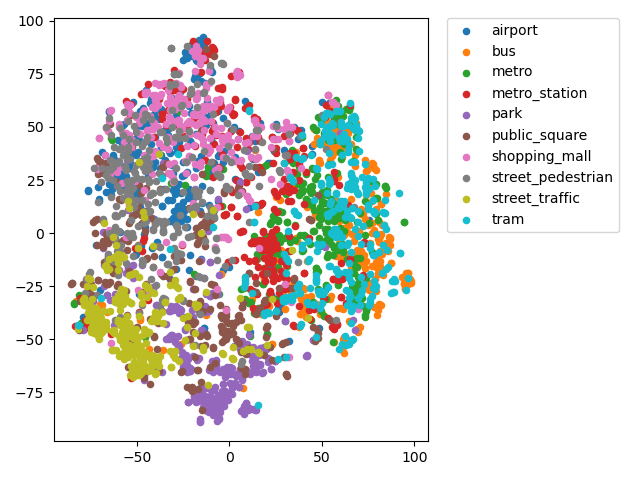 100
75
50
25
0
−25
−50
−75
−50
0
50
100
airport
bus
metro
metro_station
park
public_square
shopping_mall
street_pedestrian
street_traffic
tram